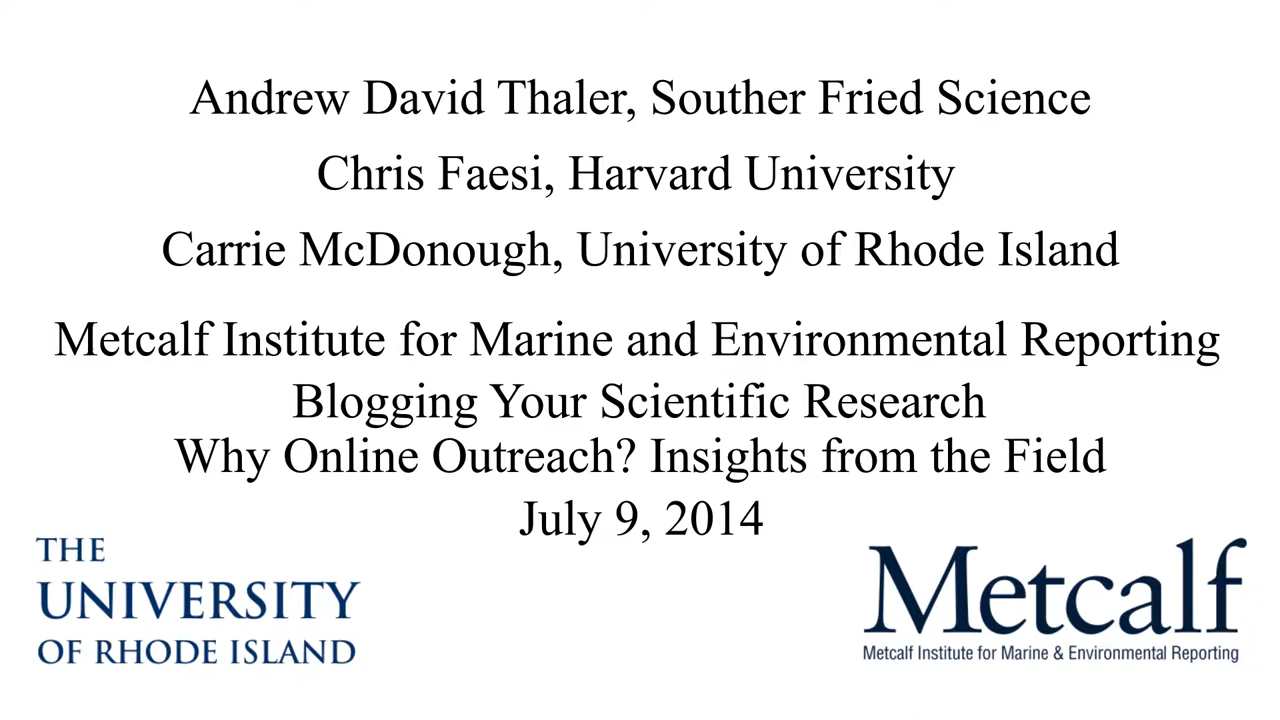 Andrew David Thaler, Souther Fried Science
Chris Faesi, Harvard University
Carrie McDonough, University of Rhode Island
Metcalf Institute for Marine and Environmental Reporting
Blogging Your Scientific Research
Why Online Outreach? Insights from the Field
July 9, 2014
THE
UNIVERSITY
OF RHODE ISLAND
Metcalf
Metcalf Institute for Marine & Environmental Reporting